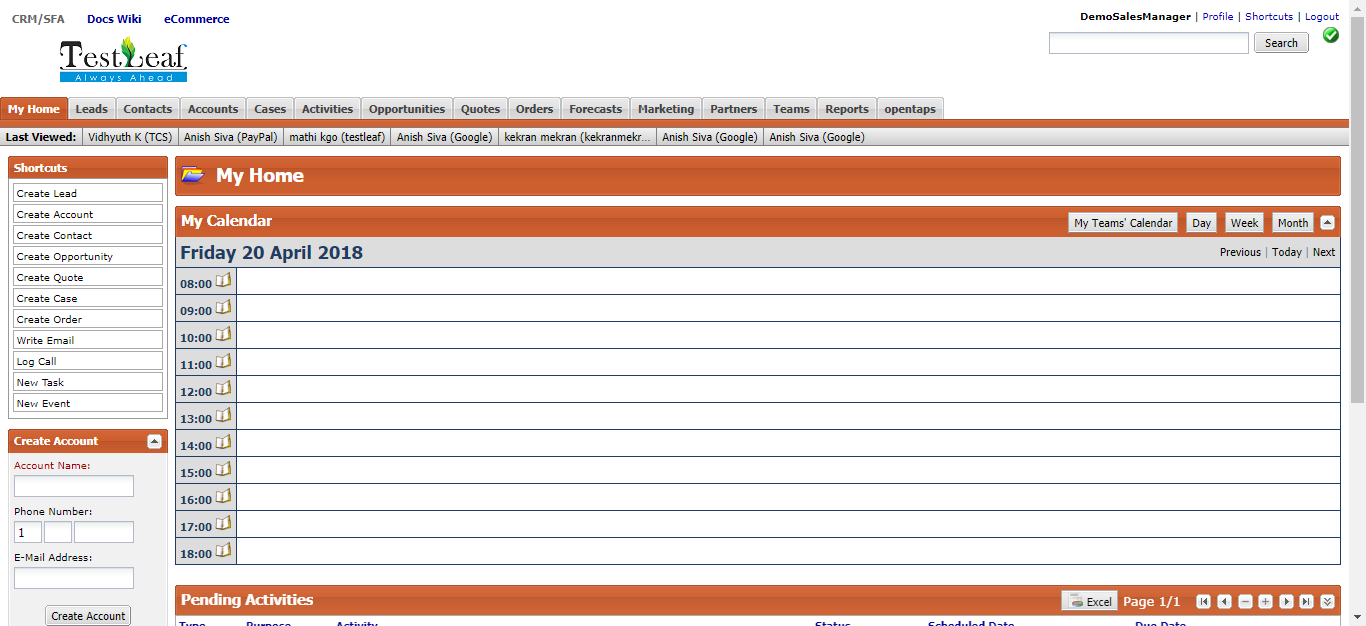 CRM/SFA Docs Wiki eCommerce
DemoSalesManager | Profile | Shortcuts | Logout
Search
TestLeaf
Always Ahead
My Home Leads Contacts Accounts Cases Activities Opportunities Quotes Orders Forecasts Marketing Partners Teams Reports opentaps
Last Viewed: Vidhyuth K (TCS) Anish Siva (PayPal) mathi kgo (testleaf) Anish Siva (Google) kekran mekran (kekranmekr... Anish Siva (Google) Anish Siva (Google)
Shortcuts
Create Lead
Create Account
Create Contact
Create Opportunity
Create Quote
Create Case
Create Order
Write Email
Log Call
New Task
New Event
Create Account
Account Name:
Phone Number:
1
E-Mail Address:
Create Account
My Home
My Calendar My Teams' Calendar Day Week Month
Friday 20 April 2018 Previous | Today | Next
08:00
09:00
10:00
11:00
12:00
13:00
14:00
15:00
16:00
17:00
18:00
Pending Activities Excel Page 1/1
Type Purpose Activity Status Scheduled Date Due Date